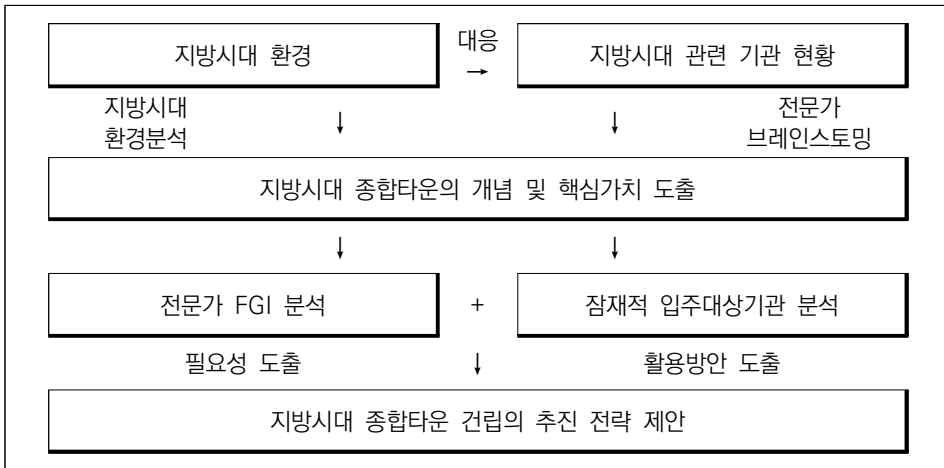 지방시대 환경
대응
→
지방시대 관련 기관 현황
지방시대
환경분석
↓
↓
전문가
브레인스토밍
지방시대 종합타운의 개념 및 핵심가치 도출
↓
↓
전문가 FGI 분석
+
잠재적 입주대상기관 분석
필요성 도출
↓
활용방안 도출
지방시대 종합타운 건립의 추진 전략 제안